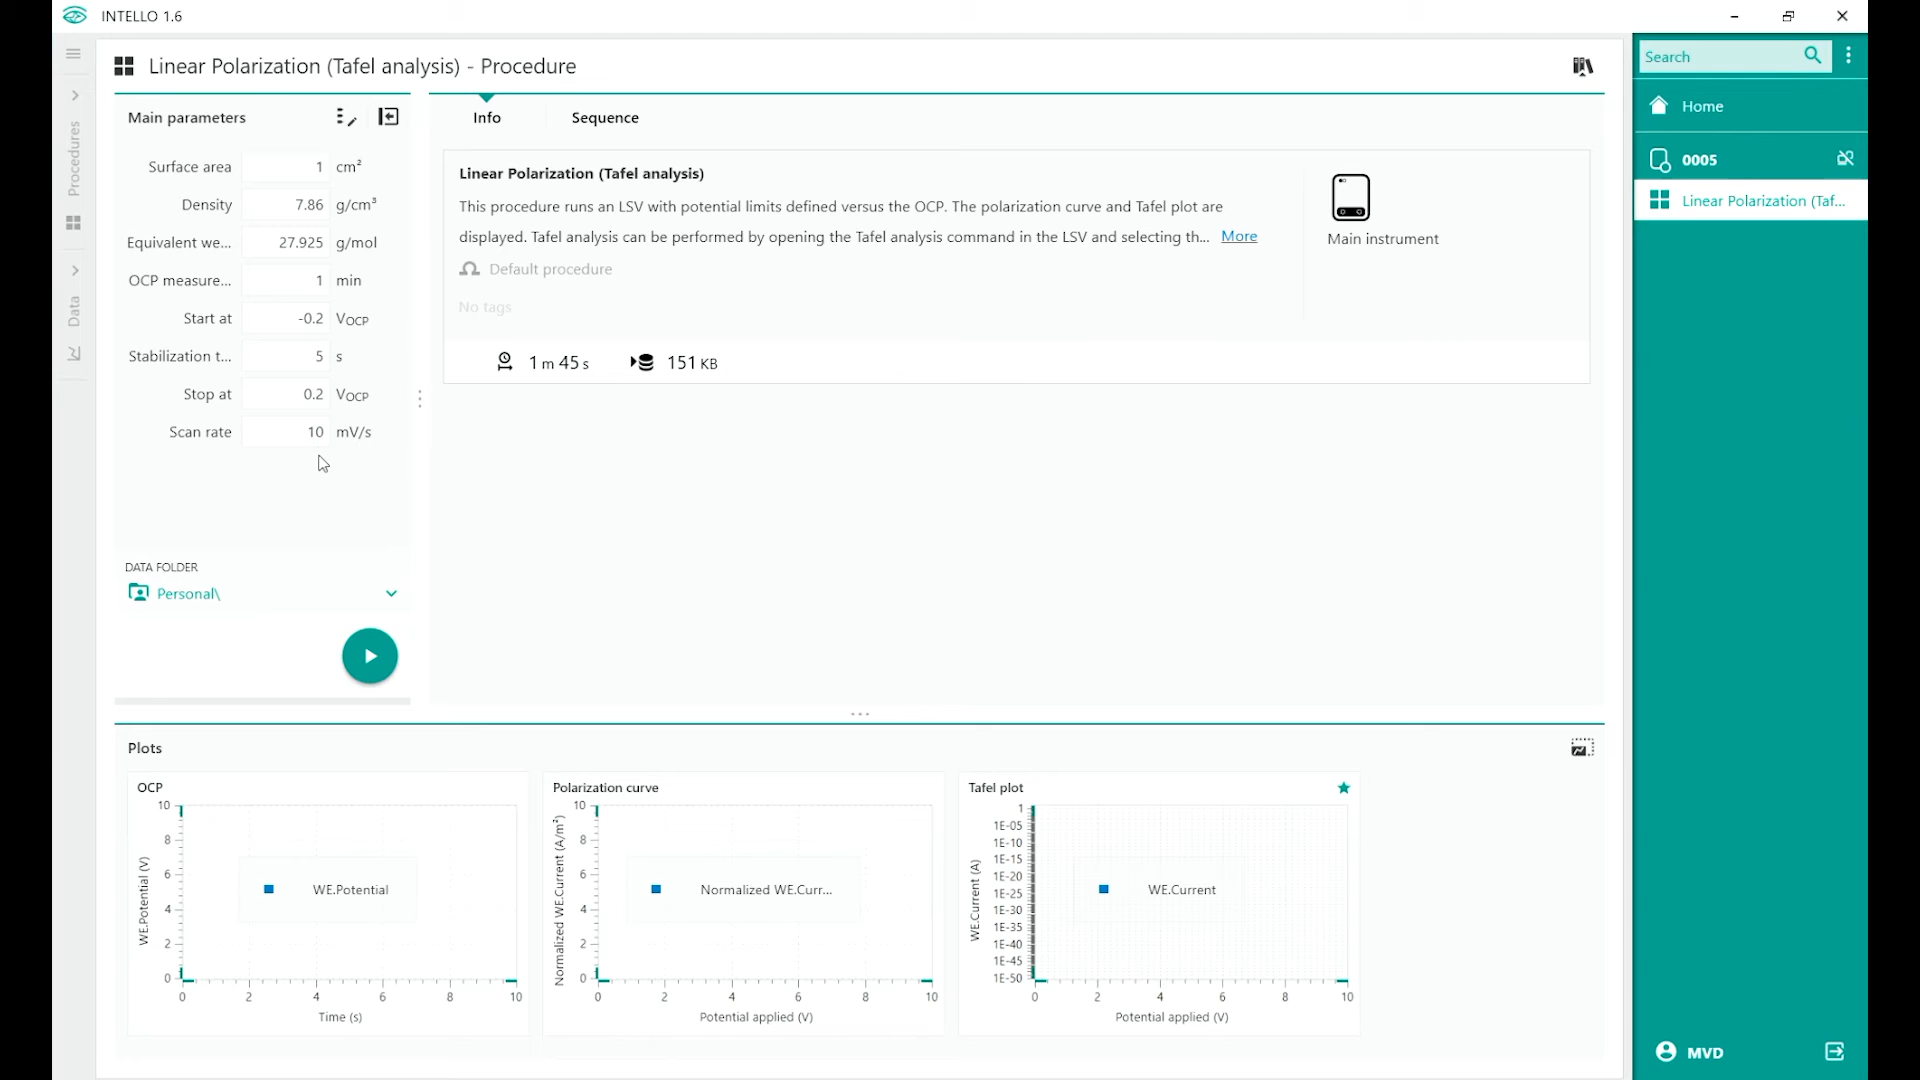 INTELLO 1.6
Linear Polarization (Tafel analysis) - Procedure
Procedures
Data
Main parameters
Surface area 1 cm²
Density 7.86 g/cm³
Equivalent we... 27.925 g/mol
OCP measure... 1 min
Start at -0.2 VOCP
Stabilization t... 5 s
Stop at 0.2 VOCP
Scan rate 10 mV/s
DATA FOLDER
Personal\
Info Sequence
Linear Polarization (Tafel analysis)
This procedure runs an LSV with potential limits defined versus the OCP. The polarization curve and Tafel plot are
displayed. Tafel analysis can be performed by opening the Tafel analysis command in the LSV and selecting th... More
Default procedure
No tags
1 m 45 s 151 KB
Main instrument
Plots
OCP
WE.Potential (V)
10
8
6
4
2
0
WE.Potential
0 2 4 6 8 10
Time (s)
Polarization curve
Normalized WE.Current (A/m²)
10
8
6
4
2
0
Normalized WE.Curr...
0 2 4 6 8 10
Potential applied (V)
Tafel plot
WE.Current (A)
1
1E-05
1E-10
1E-15
1E-20
1E-25
1E-30
1E-35
1E-40
1E-45
1E-50
WE.Current
0 2 4 6 8 10
Potential applied (V)
Search
Home
0005
Linear Polarization (Taf...
MVD